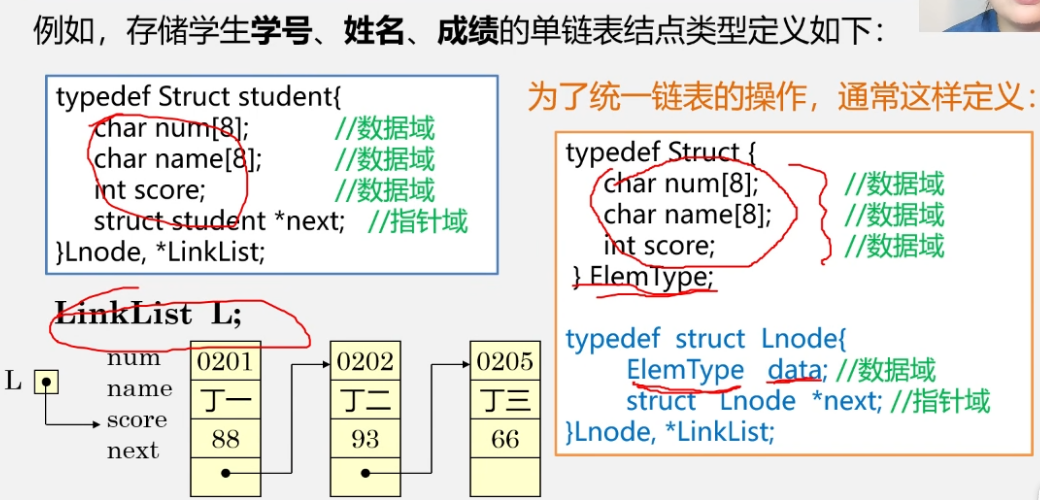 例如，存储学生学号、姓名、成绩的单链表结点类型定义如下：
typedef Struct student{
char num[8]; //数据域
char name[8]; //数据域
int score; //数据域
struct student *next; //指针域
}Lnode, *LinkList;
LinkList L;
为了统一链表的操作，通常这样定义：
typedef Struct {
char num[8]; //数据域
char name[8]; //数据域
int score; //数据域
} ElemType;
typedef struct Lnode{
ElemType data; //数据域
struct Lnode *next; //指针域
}Lnode, *LinkList;
L
num 0201 0202 0205
name 丁一 丁二 丁三
score 88 93 66
next